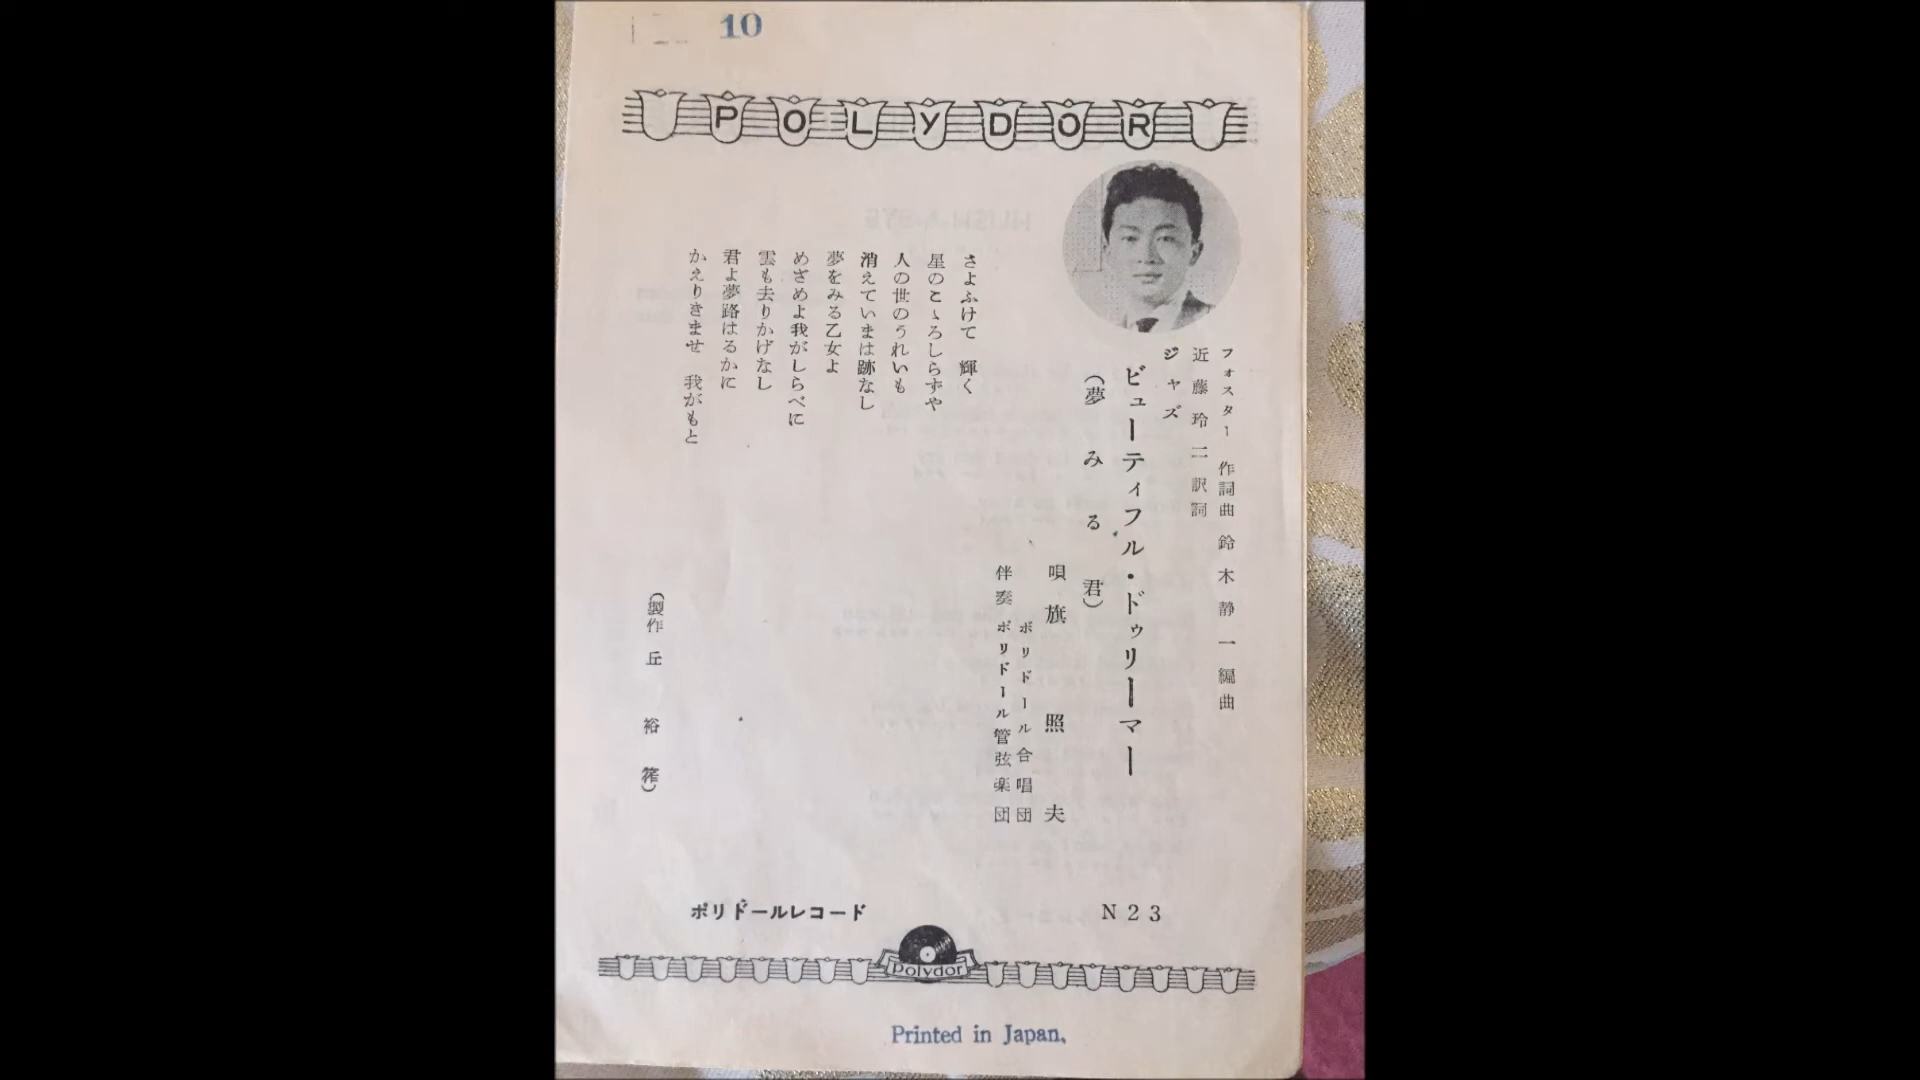 10
POLYDOR
フォスター 作詞曲 鈴木静一 編曲
近藤玲二 訳詞
ジャズ
ビューティフル・ドゥリーマー
(夢みる君)
唄 旗照夫
ポリドール合唱団
伴奏 ポリドール管弦楽団
さよふけて 輝く
星のこゝろしらずや
人の世のうれいも
消えていまは跡なし
夢をみる乙女よ
めざめよ我がしらべに
雲も去りかげなし
君よ夢路はるかに
かえりきませ 我がもと
(製作 丘 裕
ポリドールレコード
N23
polydor
Printed in Japan.